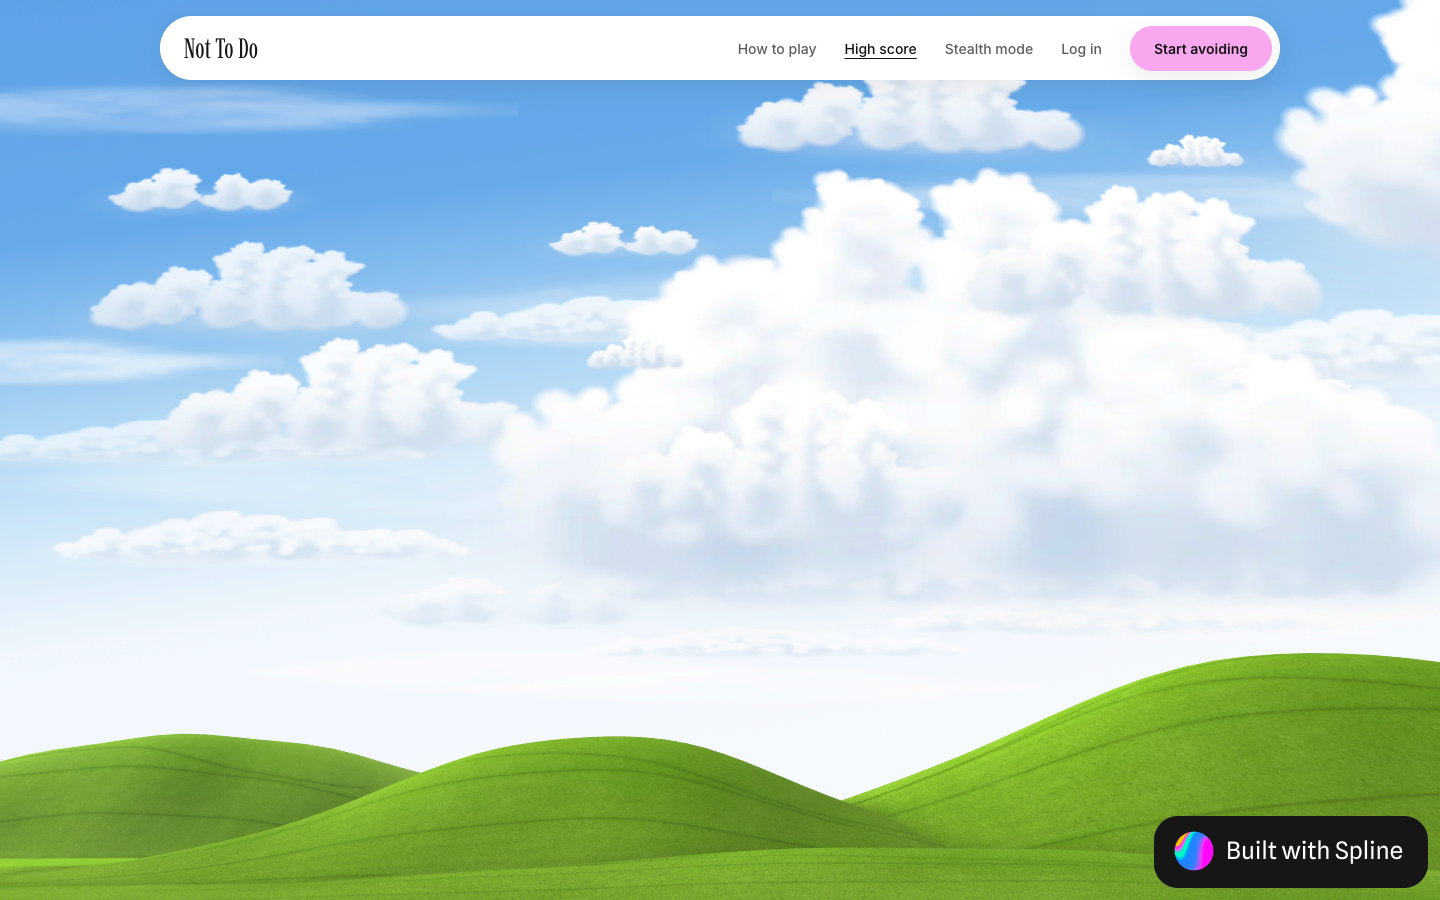 Not To Do
How to play
High score
Stealth mode
Log in
Start avoiding
Built with Spline